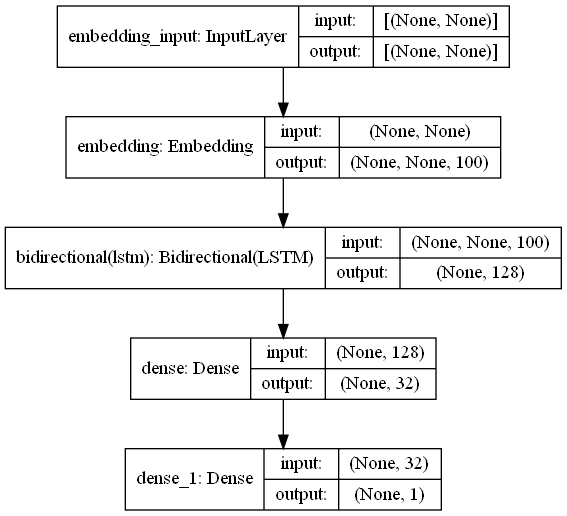 embedding_input: InputLayer
input: [(None, None)]
output: [(None, None)]
embedding: Embedding
input: (None, None)
output: (None, None, 100)
bidirectional(lstm): Bidirectional(LSTM)
input: (None, None, 100)
output: (None, 128)
dense: Dense
input: (None, 128)
output: (None, 32)
dense_1: Dense
input: (None, 32)
output: (None, 1)